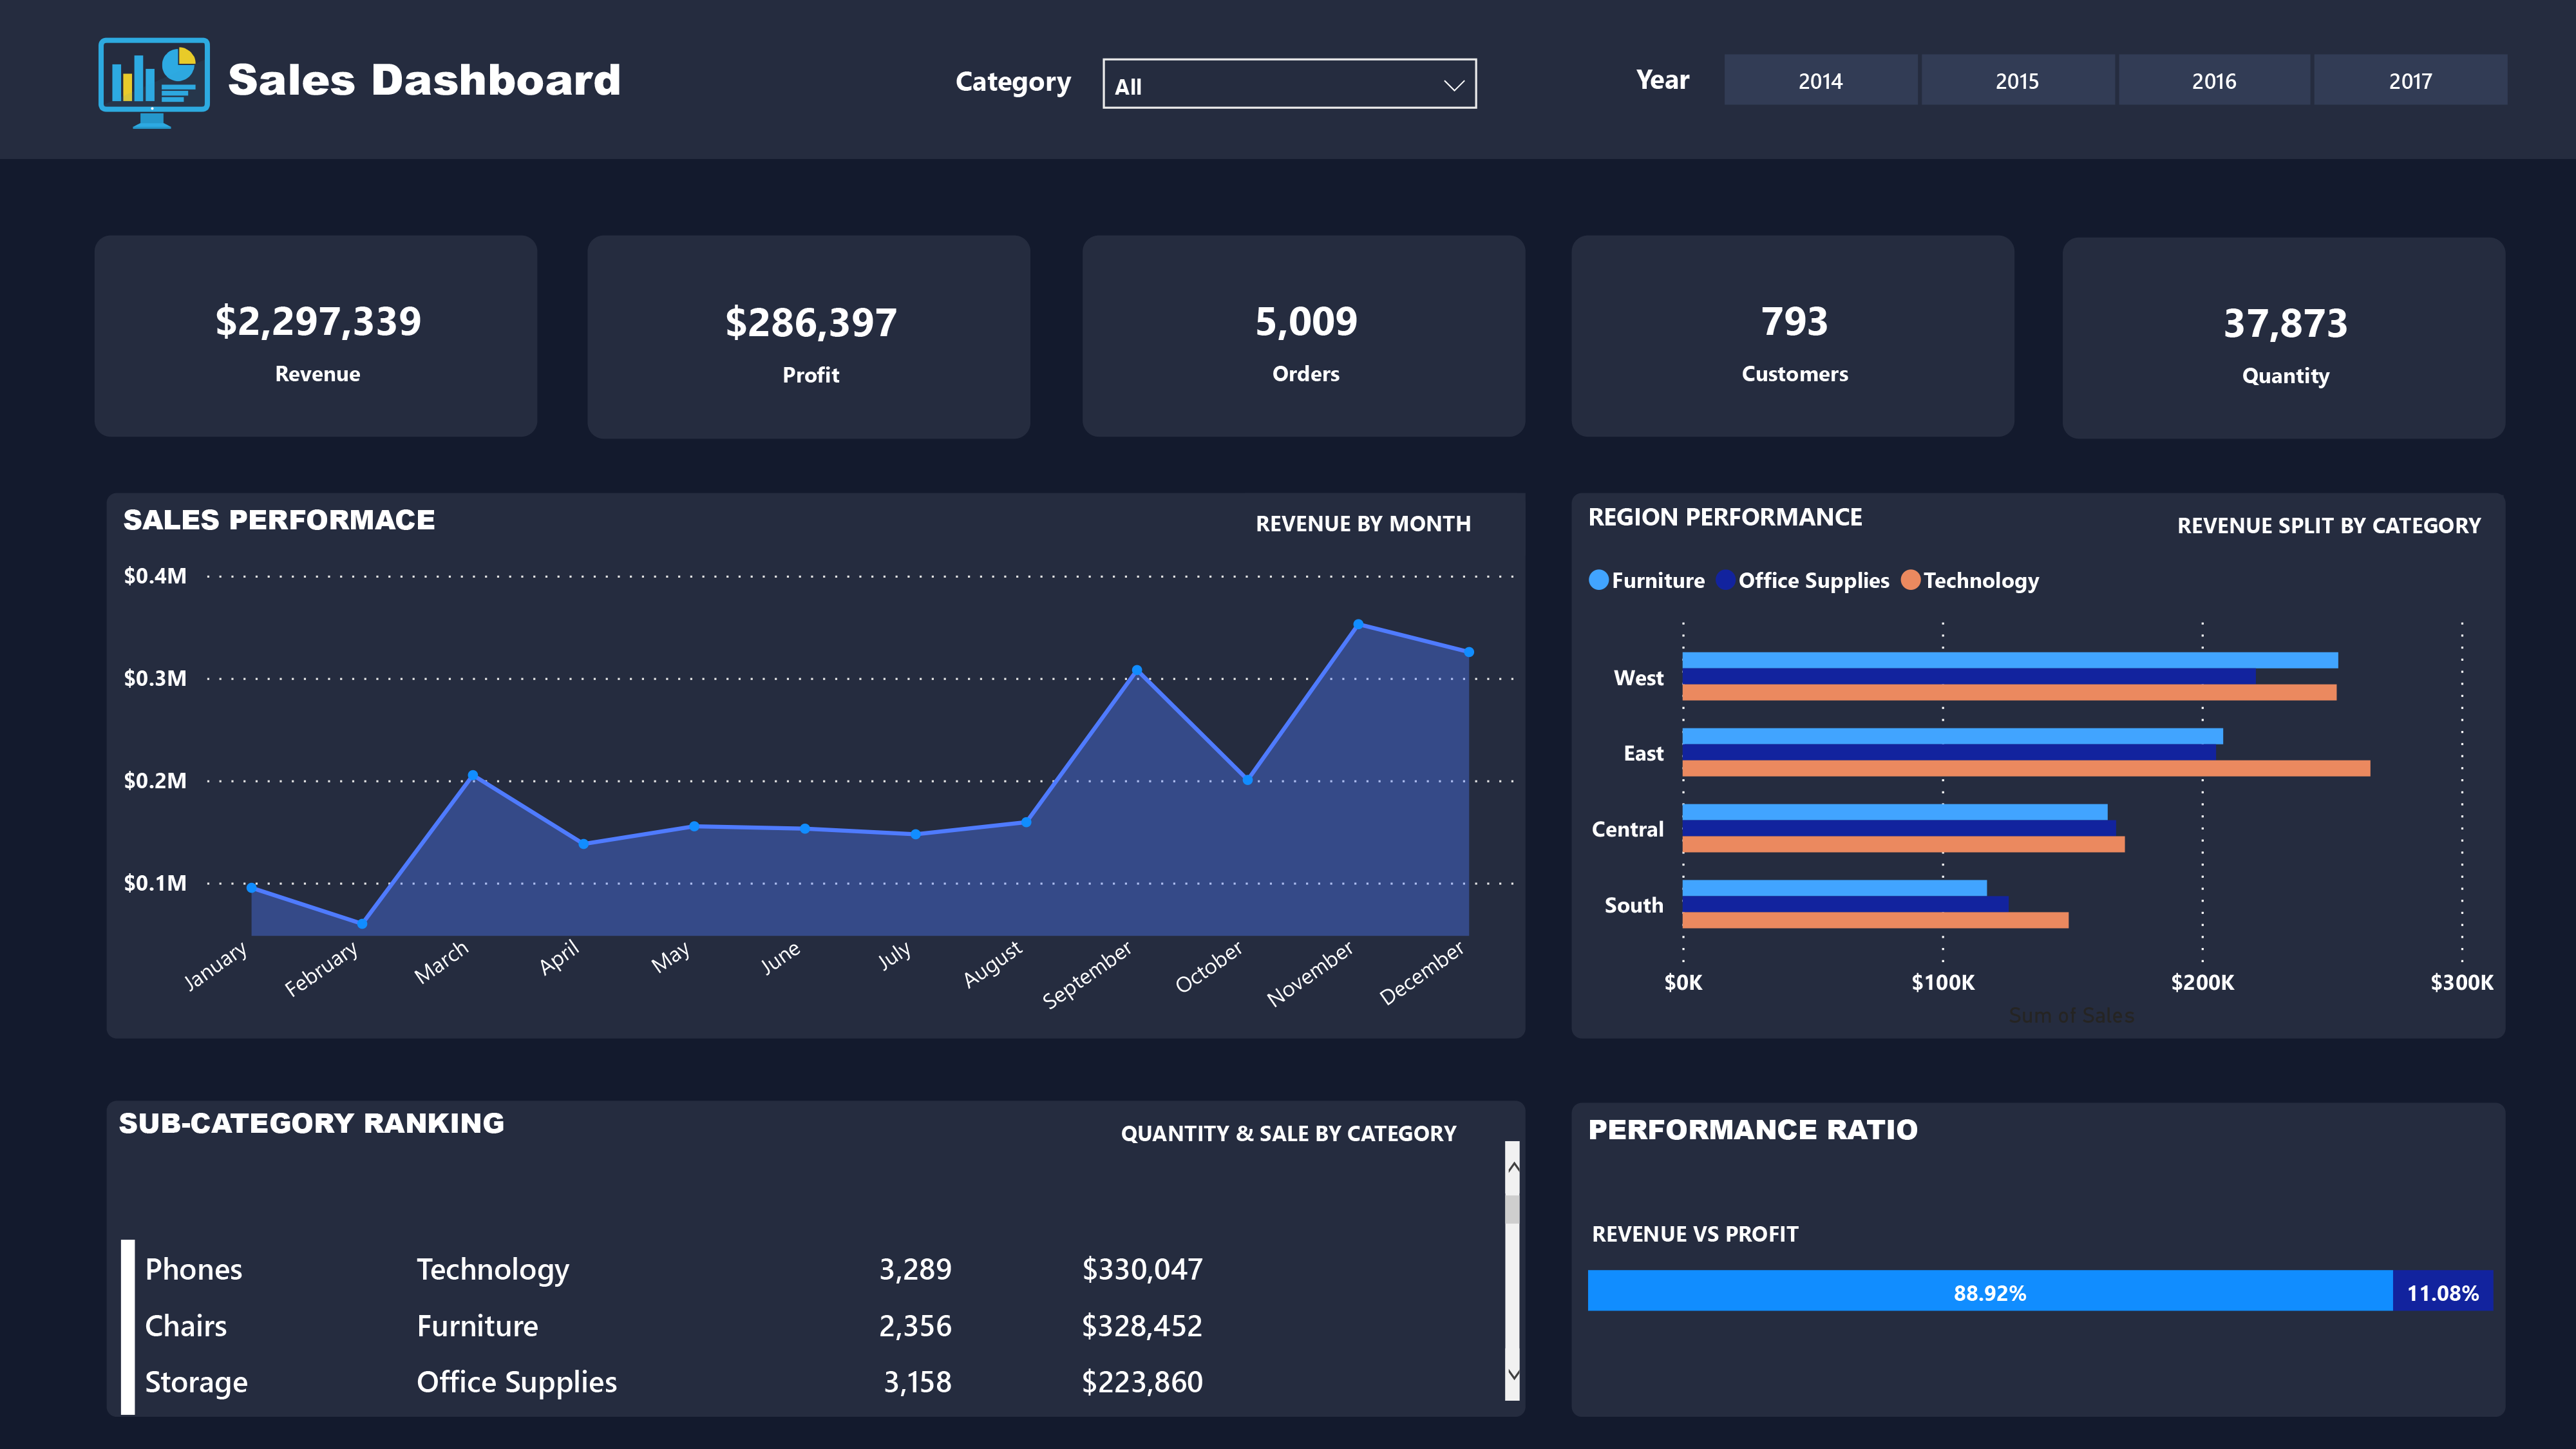 Sales Dashboard
Category
All
Year
2014
2015
2016
2017
$2,297,339
Revenue
$286,397
Profit
5,009
Orders
793
Customers
37,873
Quantity
SALES PERFORMACE
REVENUE BY MONTH
$0.4M
$0.3M
$0.2M
$0.1M
January
February
March
April
May
June
July
August
September
October
November
December
REGION PERFORMANCE
REVENUE SPLIT BY CATEGORY
Furniture Office Supplies Technology
West
East
Central
South
$0K $100K $200K $300K
Sum of Sales
SUB-CATEGORY RANKING
QUANTITY & SALE BY CATEGORY
Phones Technology 3,289 $330,047
Chairs Furniture 2,356 $328,452
Storage Office Supplies 3,158 $223,860
PERFORMANCE RATIO
REVENUE VS PROFIT
88.92% 11.08%